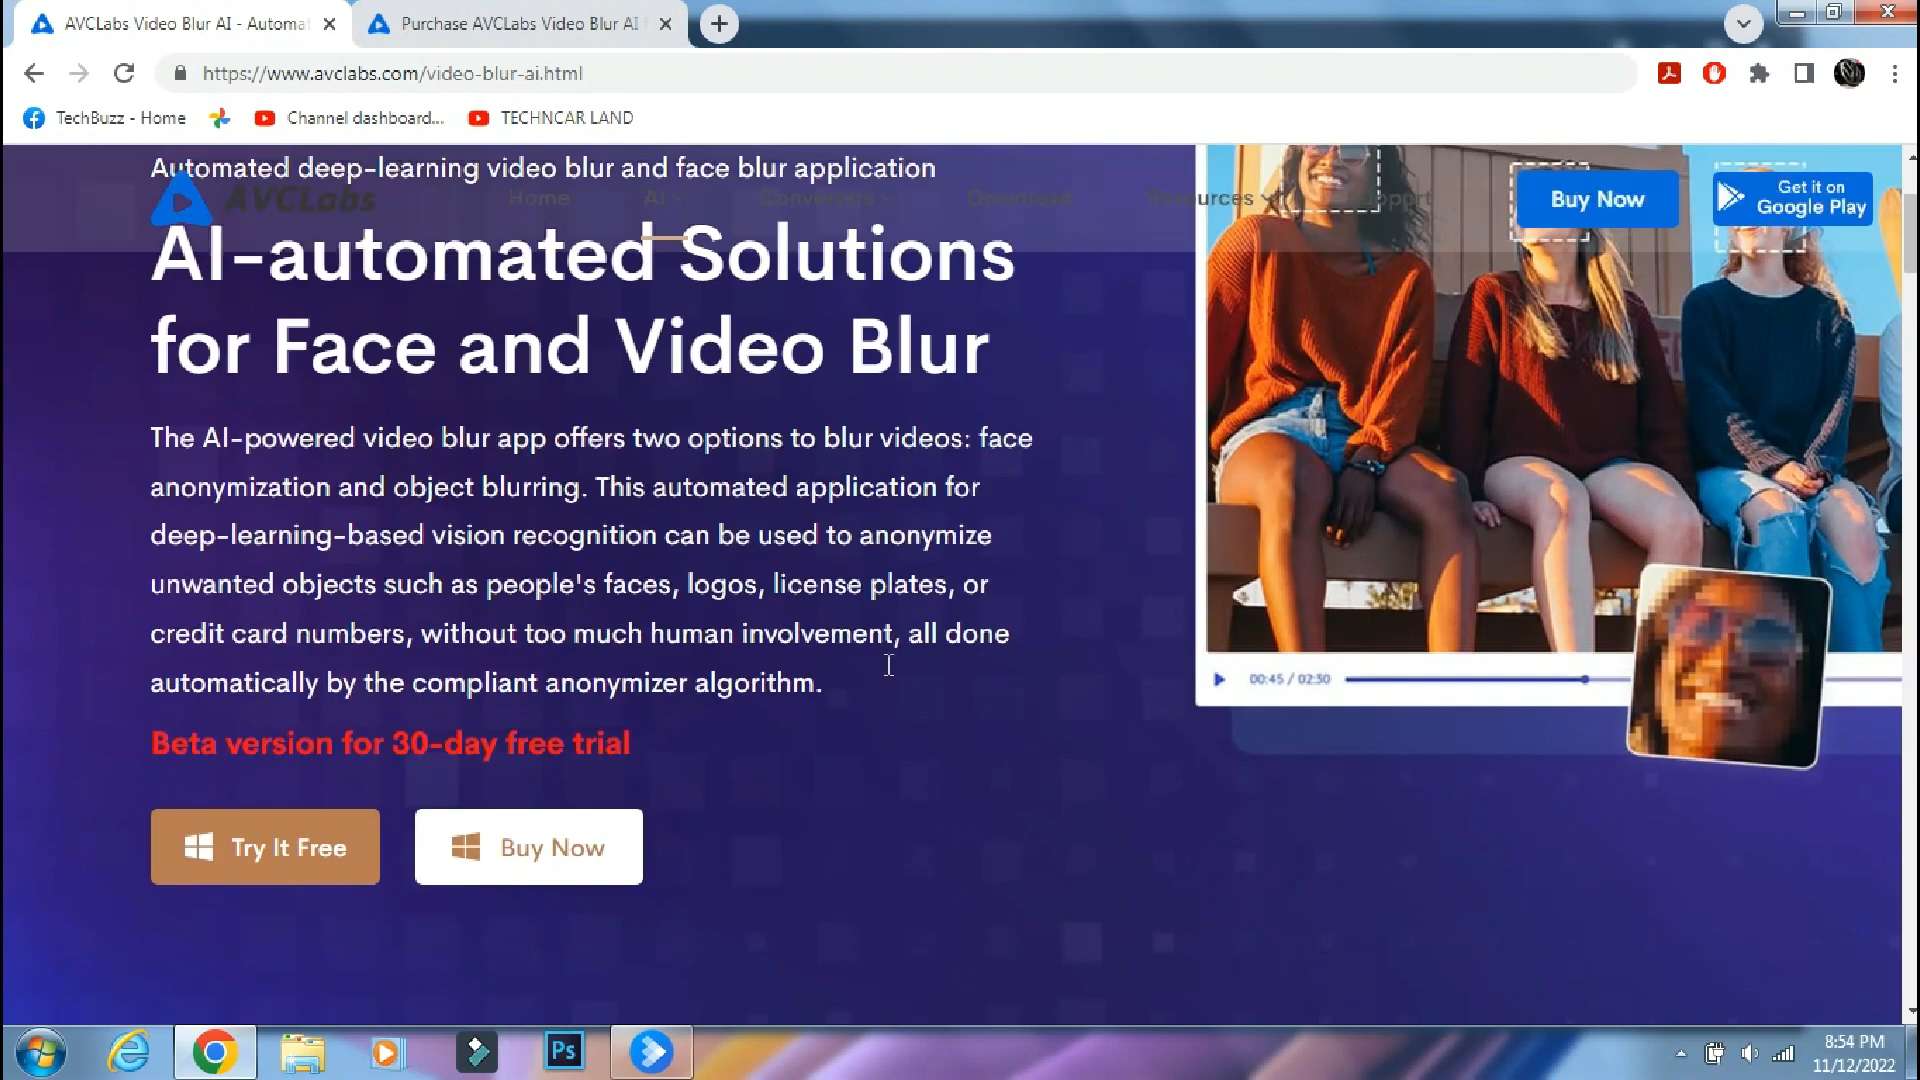 AVCLabs Video Blur AI - Automat
Purchase AVCLabs Video Blur AI
https://www.avclabs.com/video-blur-ai.html
TechBuzz - Home
Channel dashboard...
TECHNCAR LAND
Automated deep-learning video blur and face blur application
AVCLabs
Home
AI
Converters
Download
Resources
Support
Buy Now
Get it on
Google Play
AI-automated Solutions
for Face and Video Blur
The AI-powered video blur app offers two options to blur videos: face
anonymization and object blurring. This automated application for
deep-learning-based vision recognition can be used to anonymize
unwanted objects such as people's faces, logos, license plates, or
credit card numbers, without too much human involvement, all done
automatically by the compliant anonymizer algorithm.
00:45 / 02:30
Beta version for 30-day free trial
Try It Free
Buy Now
Ps
8:54 PM
11/12/2022